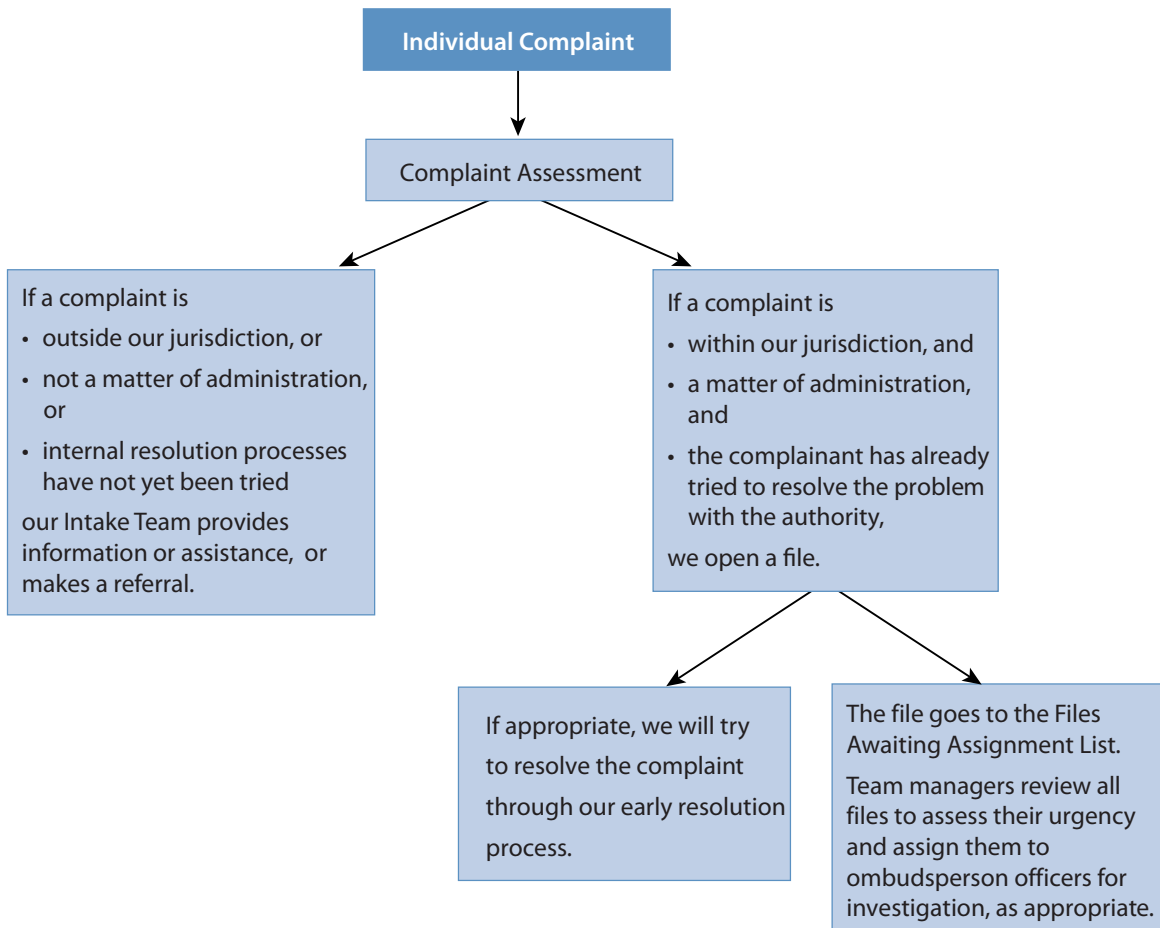 Individual Complaint
Complaint Assessment
If a complaint is
• outside our jurisdiction, or
• not a matter of administration,
or
• internal resolution processes
have not yet been tried
our Intake Team provides
information or assistance, or
makes a referral.
If a complaint is
• within our jurisdiction, and
• a matter of administration,
and
• the complainant has already
tried to resolve the problem
with the authority,
we open a file.
If appropriate, we will try
to resolve the complaint
through our early resolution
process.
The file goes to the Files
Awaiting Assignment List.
Team managers review all
files to assess their urgency
and assign them to
ombudsperson officers for
investigation, as appropriate.